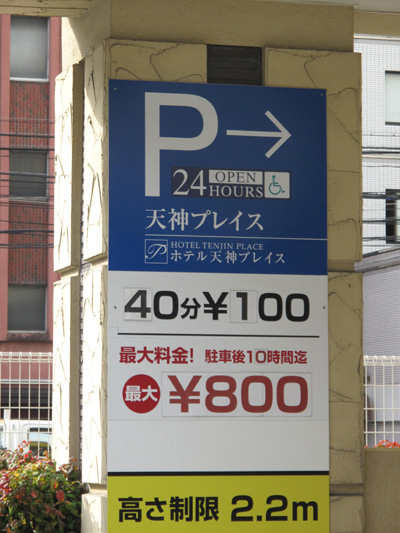 P→
24 OPEN HOURS
天神プレイス
P HOTEL TENJIN PLACE
ホテル天神プレイス
40分¥100
最大料金! 駐車後10時間迄
最大 ¥800
高さ制限 2.2m